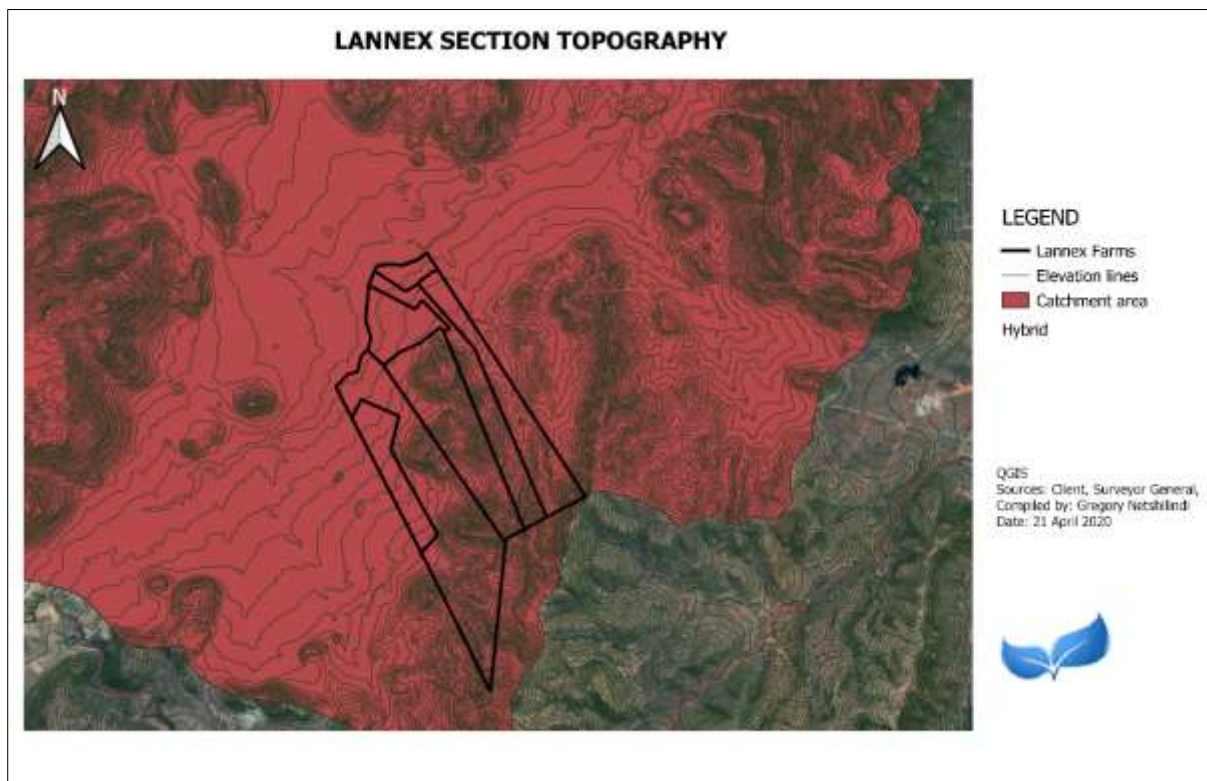 LANNEX SECTION TOPOGRAPHY
N
LEGEND
Lannex Farms
Elevation lines
Catchment area
Hybrid
QGIS
Sources: Client, Surveyor General,
Compiled by: Gregory Netshilindi
Date: 21 April 2020